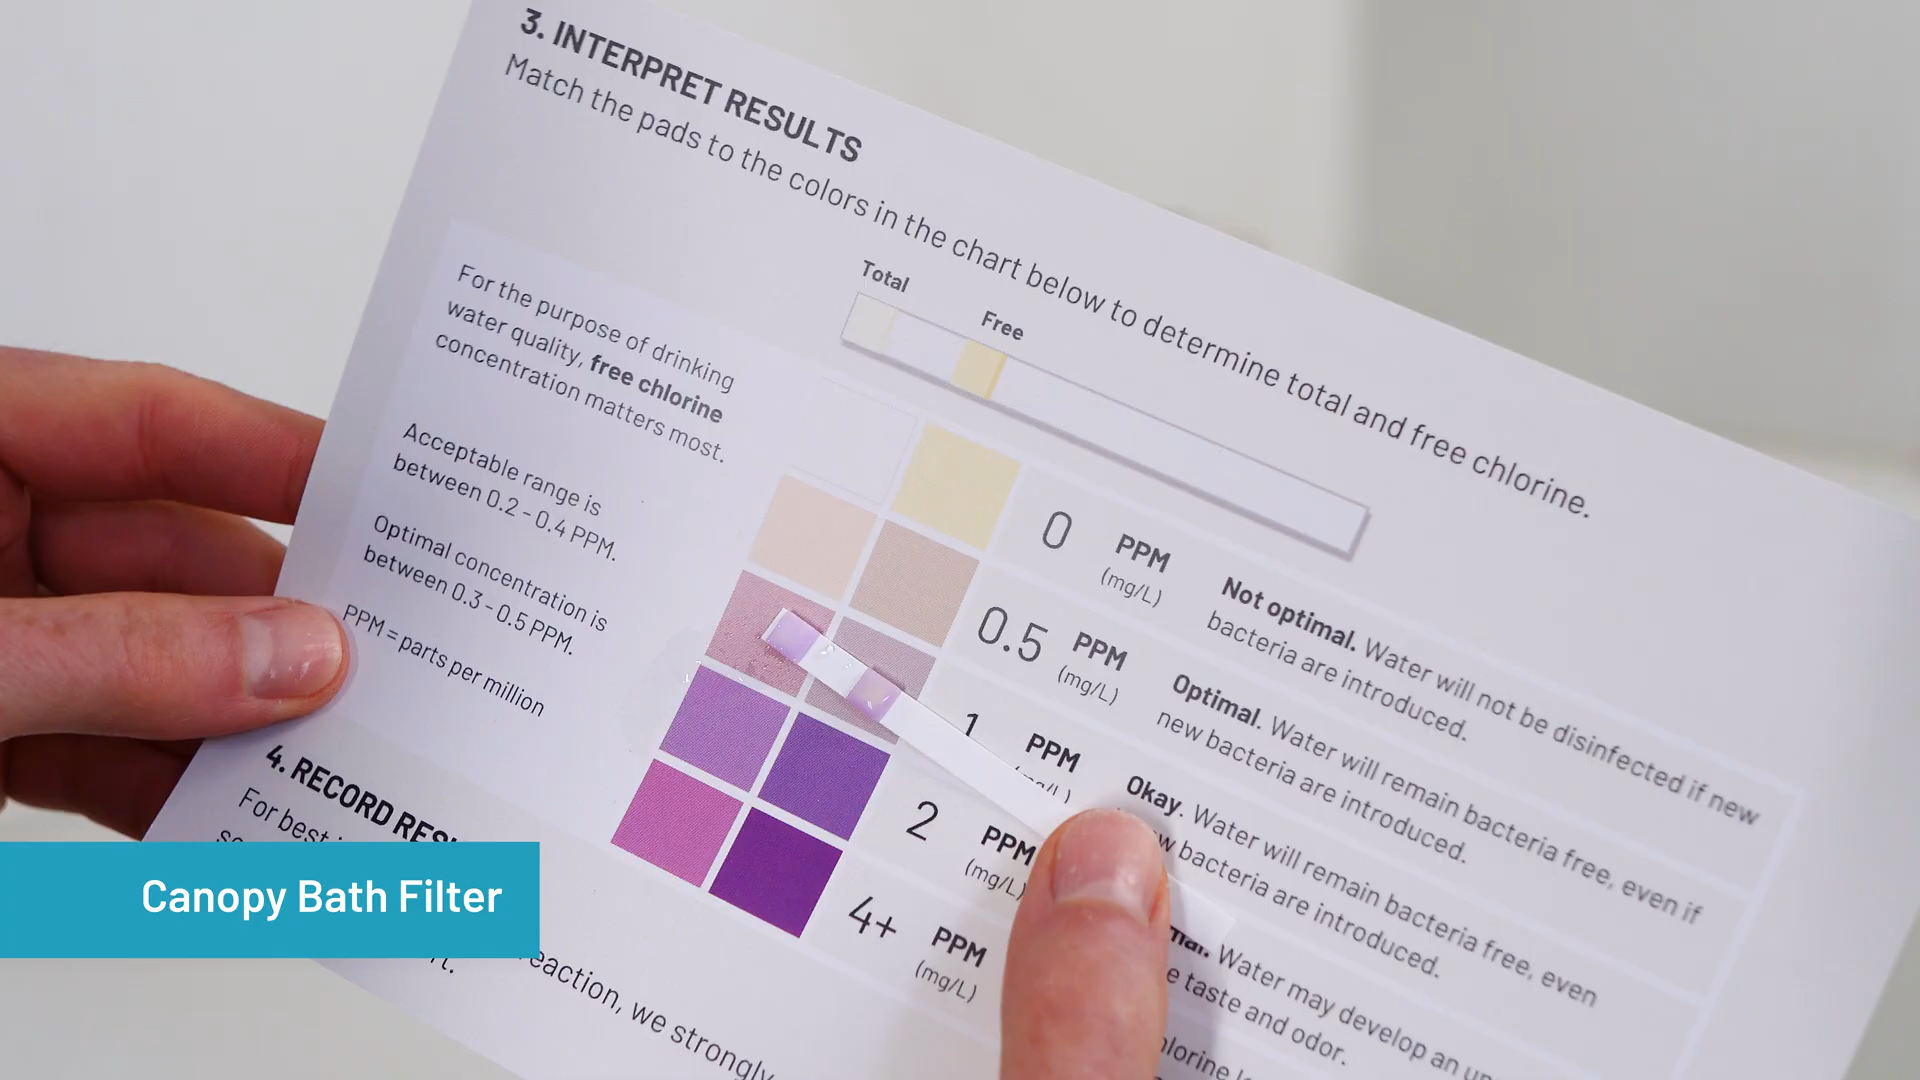 3. INTERPRET RESULTS
Match the pads to the colors in the chart below to determine total and free chlorine.
Total
Free
For the purpose of drinking
water quality, free chlorine
concentration matters most.
Acceptable range is
between 0.2 - 0.4 PPM.
Optimal concentration is
between 0.3 - 0.5 PPM.
PPM = parts per million
0 PPM
(mg/L)
Not optimal. Water will not be disinfected if new
bacteria are introduced.
0.5 PPM
(mg/L)
Optimal. Water will remain bacteria free, even if
new bacteria are introduced.
1 PPM
Okay. Water will remain bacteria free, even
bacteria are introduced.
2 PPM
(mg/L)
Water may develop an
taste and odor.
4+ PPM
(mg/L)
4. RECORD
For best
reaction, we strongly
Canopy Bath Filter